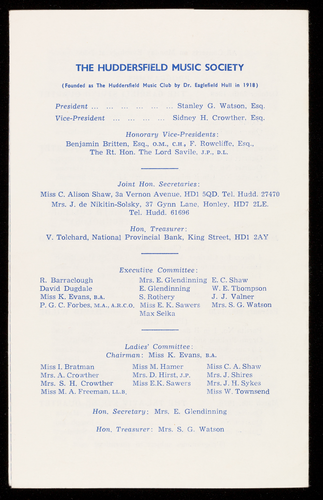 THE HUDDERSFIELD MUSIC SOCIETY
(Founded as The Huddersfield Music Club by Dr. Eaglefield Hull in 1918)
President ... ... ... ... ... ... Stanley G. Watson, Esq.
Vice-President ... ... ... ... Sidney H. Crowther, Esq.
Honorary Vice-Presidents:
Benjamin Britten, Esq., O.M., C.H., F. Rowcliffe, Esq.,
The Rt. Hon. The Lord Savile, J.P., D.L.
Joint Hon. Secretaries:
Miss C. Alison Shaw, 3a Vernon Avenue, HD1 5QD. Tel. Hudd. 27470
Mrs. J. de Nikitin-Solsky, 37 Gynn Lane, Honley, HD7 2LE.
Tel. Hudd. 61696
Hon. Treasurer:
V. Tolchard, National Provincial Bank, King Street, HD1 2AY
Executive Committee:
R. Barraclough Mrs. E. Glendinning E. C. Shaw
David Dugdale E. Glendinning W. E. Thompson
Miss K. Evans, B.A. S. Rothery J. J. Valner
P. G. C. Forbes, M.A., A.R.C.O. Miss E. K. Sawers Mrs. S. G. Watson
Max Selka
Ladies' Committee:
Chairman: Miss K. Evans, B.A.
Miss I. Bratman Miss M. Hamer Miss C. A. Shaw
Mrs. A. Crowther Mrs. D. Hirst, J.P. Mrs. J. Shires
Mrs. S. H. Crowther Miss E.K. Sawers Mrs. J. H. Sykes
Miss M. A. Freeman, LL.B. Miss W. Townsend
Hon. Secretary: Mrs. E. Glendinning
Hon. Treasurer: Mrs. S. G. Watson